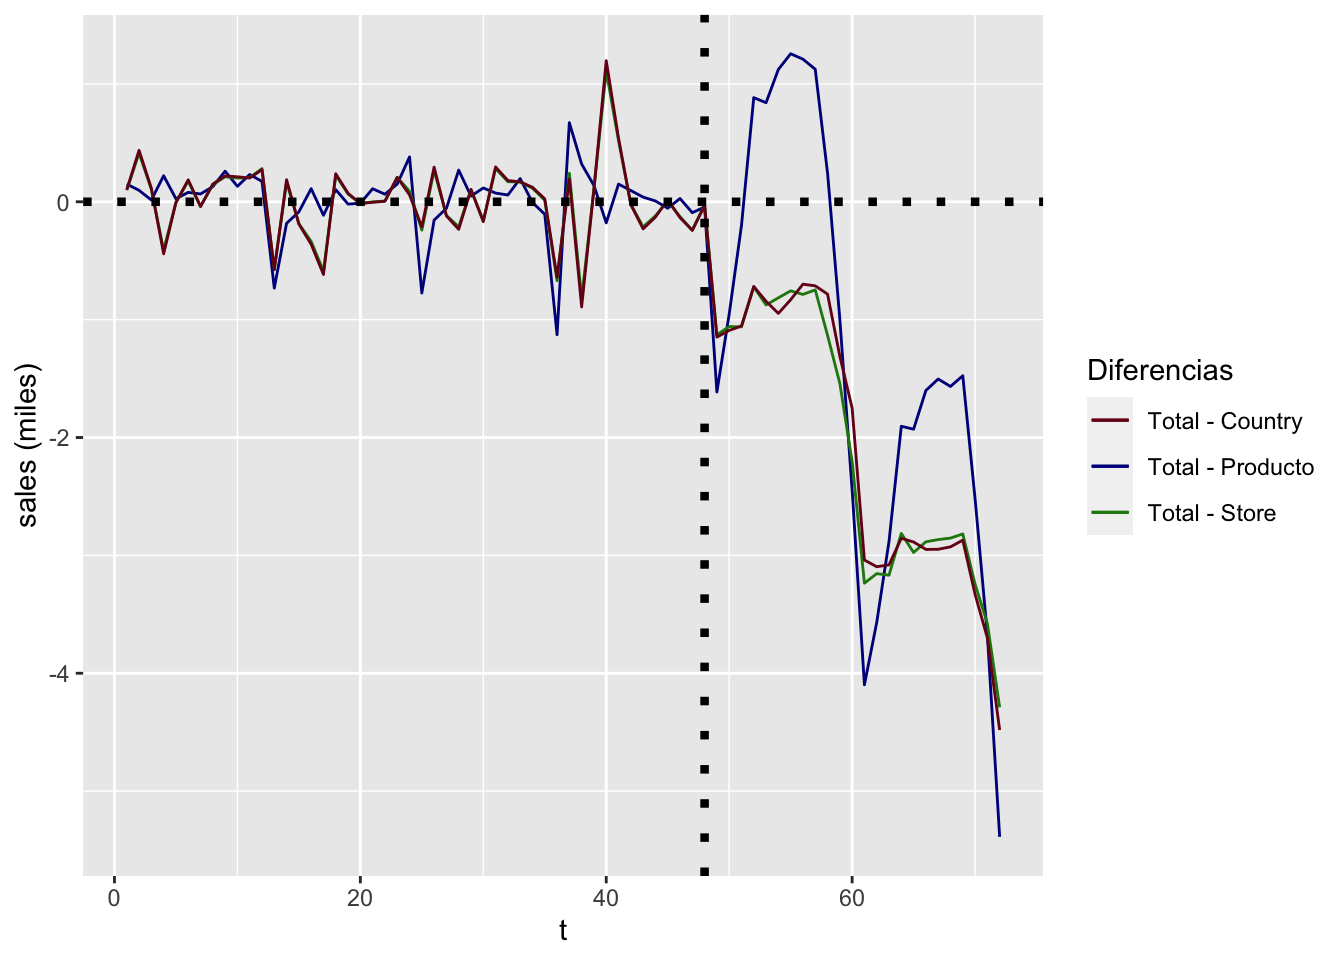 0
-2
-4
sales (miles)
0
20
40
60
t
Diferencias
Total - Country
Total - Producto
Total - Store